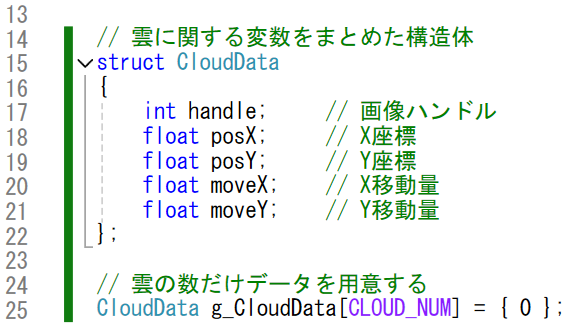 13
14 // 雲に関する変数をまとめた構造体
15 struct CloudData
16 {
17 int handle; // 画像ハンドル
18 float posX; // X座標
19 float posY; // Y座標
20 float moveX; // X移動量
21 float moveY; // Y移動量
22 };
23
24 // 雲の数だけデータを用意する
25 CloudData g_CloudData[CLOUD_NUM] = { 0 };